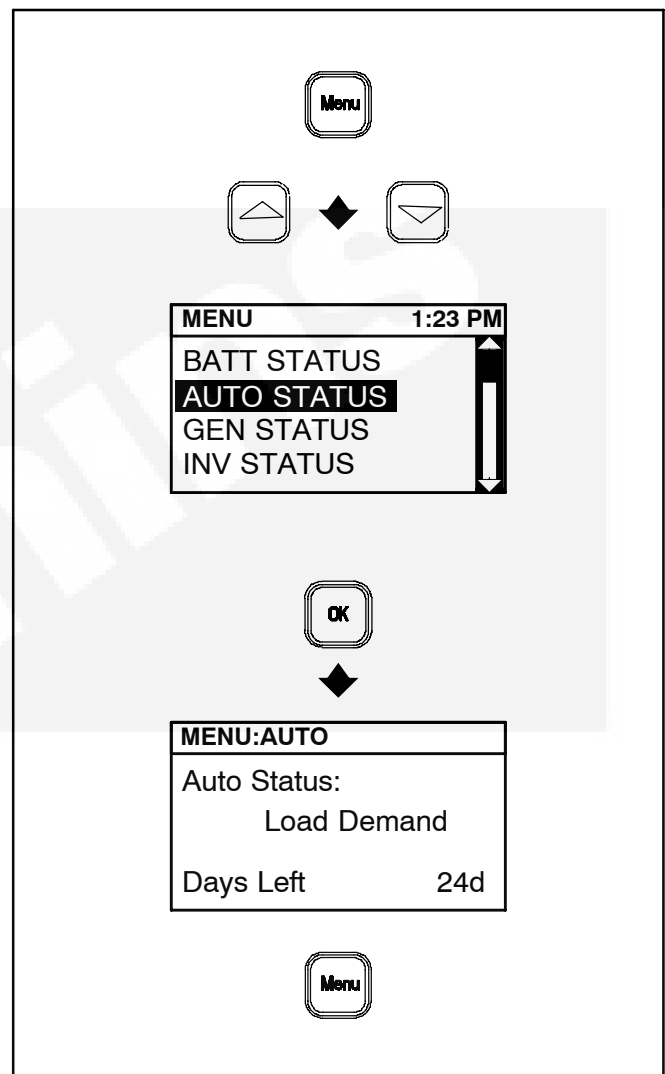 Menu
MENU 1:23 PM
BATT STATUS
AUTO STATUS
GEN STATUS
INV STATUS
OK
MENU:AUTO
Auto Status:
Load Demand
Days Left 24d
Menu